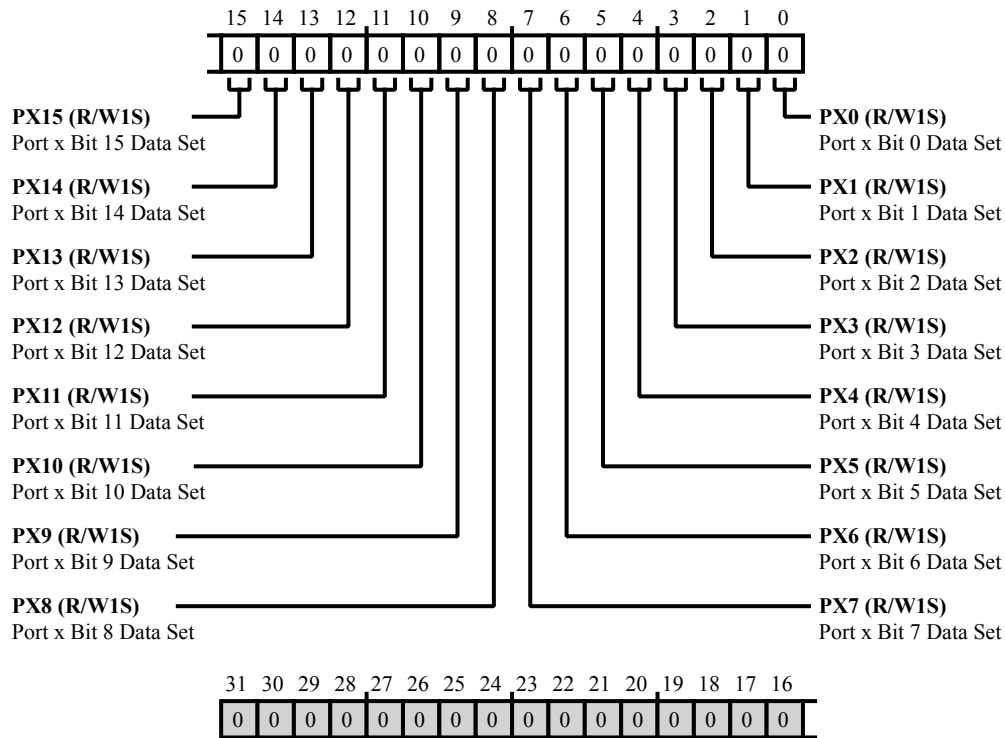 15 14 13 12 11 10 9 8 7 6 5 4 3 2 1 0
0 0 0 0 0 0 0 0 0 0 0 0 0 0 0 0
PX15 (R/W1S)
Port x Bit 15 Data Set
PX14 (R/W1S)
Port x Bit 14 Data Set
PX13 (R/W1S)
Port x Bit 13 Data Set
PX12 (R/W1S)
Port x Bit 12 Data Set
PX11 (R/W1S)
Port x Bit 11 Data Set
PX10 (R/W1S)
Port x Bit 10 Data Set
PX9 (R/W1S)
Port x Bit 9 Data Set
PX8 (R/W1S)
Port x Bit 8 Data Set
PX0 (R/W1S)
Port x Bit 0 Data Set
PX1 (R/W1S)
Port x Bit 1 Data Set
PX2 (R/W1S)
Port x Bit 2 Data Set
PX3 (R/W1S)
Port x Bit 3 Data Set
PX4 (R/W1S)
Port x Bit 4 Data Set
PX5 (R/W1S)
Port x Bit 5 Data Set
PX6 (R/W1S)
Port x Bit 6 Data Set
PX7 (R/W1S)
Port x Bit 7 Data Set
31 30 29 28 27 26 25 24 23 22 21 20 19 18 17 16
0 0 0 0 0 0 0 0 0 0 0 0 0 0 0 0